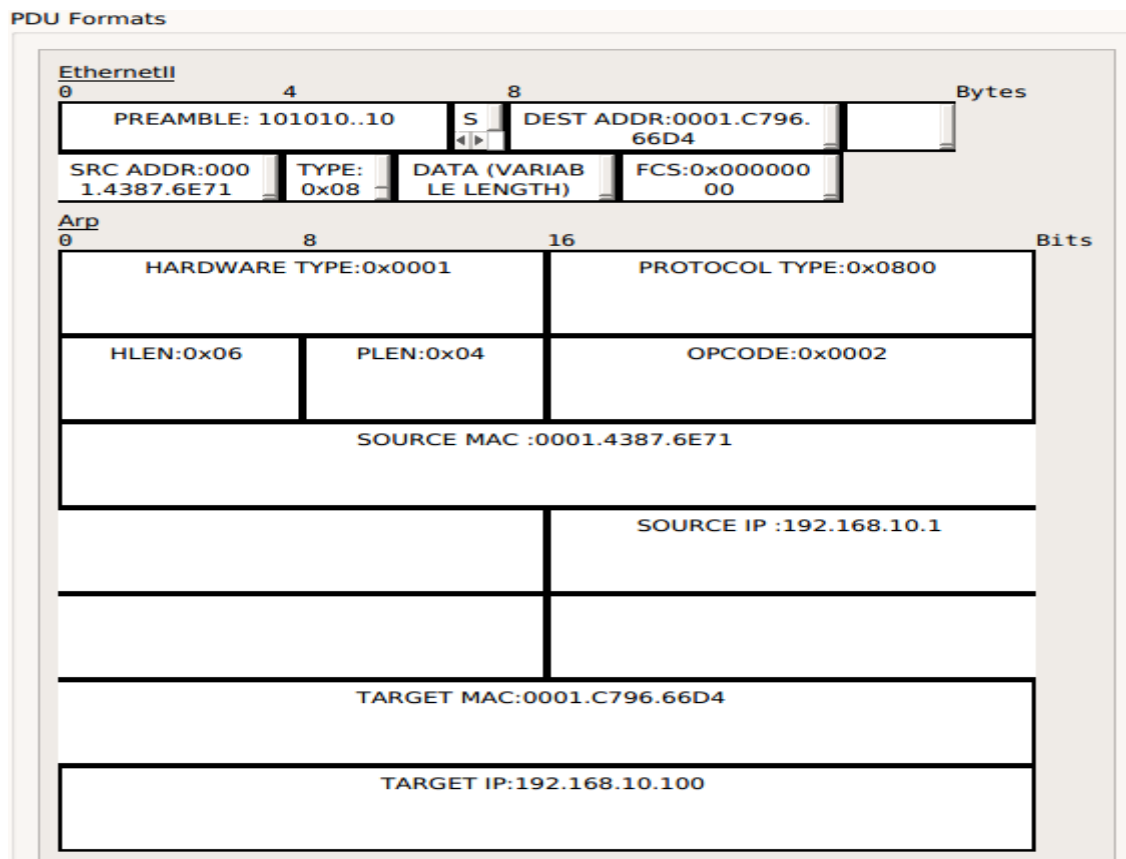 PDU Formats
EthernetII
0 4 8 Bytes
PREAMBLE: 101010..10 S DEST ADDR:0001.C796.
66D4
SRC ADDR:000 TYPE: DATA (VARIAB FCS:0x000000
1.4387.6E71 0x08 LE LENGTH) 00
Arp
0 8 16 Bits
HARDWARE TYPE:0x0001 PROTOCOL TYPE:0x0800
HLEN:0x06 PLEN:0x04 OPCODE:0x0002
SOURCE MAC :0001.4387.6E71
SOURCE IP :192.168.10.1
TARGET MAC:0001.C796.66D4
TARGET IP:192.168.10.100